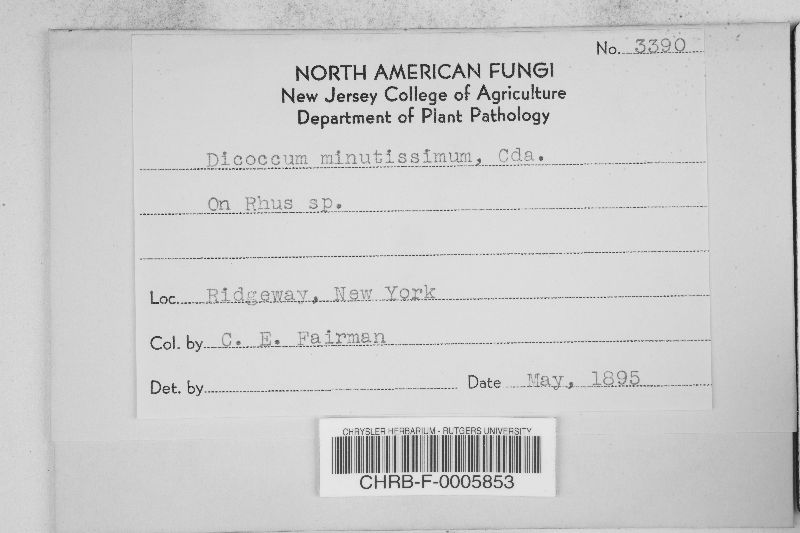 No. 3390
NORTH AMERICAN FUNGI
New Jersey College of Agriculture
Department of Plant Pathology
Dicoccum minutissimum, Cda.
On Rhus sp.
Loc. Ridgeway, New York
Col. by C. E. Fairman
Det. by Date May, 1895
CHRYSLER HERBARIUM - RUTGERS UNIVERSITY
CHRB-F-0005853